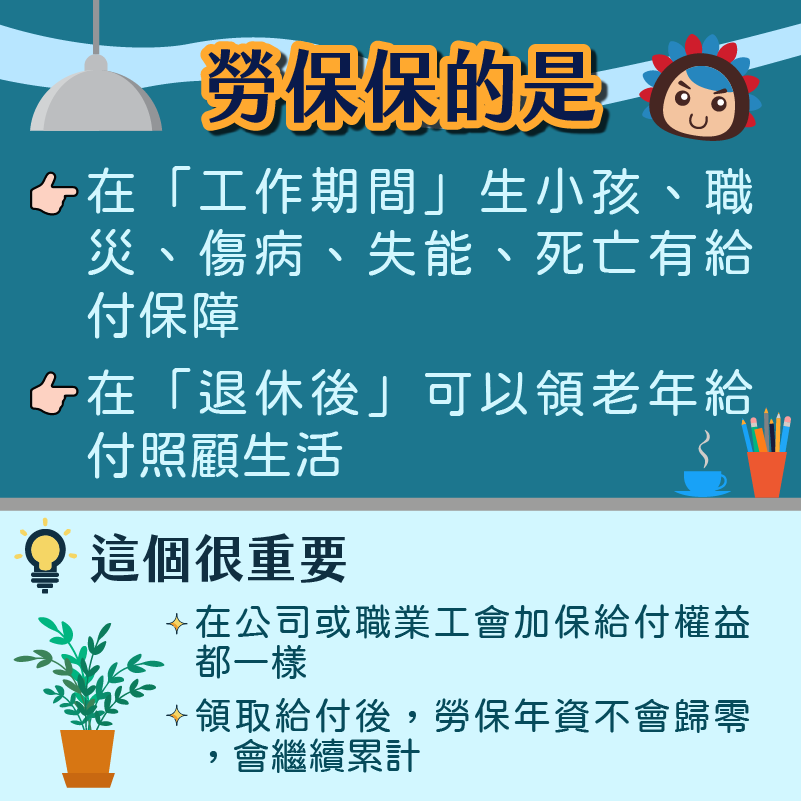 勞保保的是
在「工作期間」生小孩、職
災、傷病、失能、死亡有給
付保障
在「退休後」可以領老年給
付照顧生活
這個很重要
在公司或職業工會加保給付權益
都一樣
領取給付後，勞保年資不會歸零
，會繼續累計